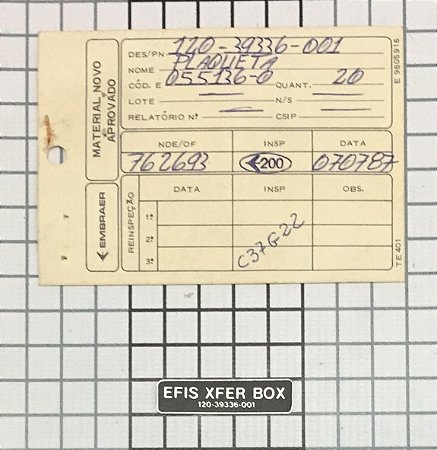 MATERIAL NOVO
APROVADO
EMBRAER
DES/PN 120-39336-001
NOME PLAQUETA
CÓD. E 055136-0 QUANT. 20
LOTE — N/S —
RELATÓRIO Nº — CSIP —
NDE/OF INSP DATA
762693 200 070787
REINSPEÇÃO
DATA INSP OBS.
1ª
2ª
3ª
C37G22
E 9805916
TE 401
EFIS XFER BOX
120-39336-001